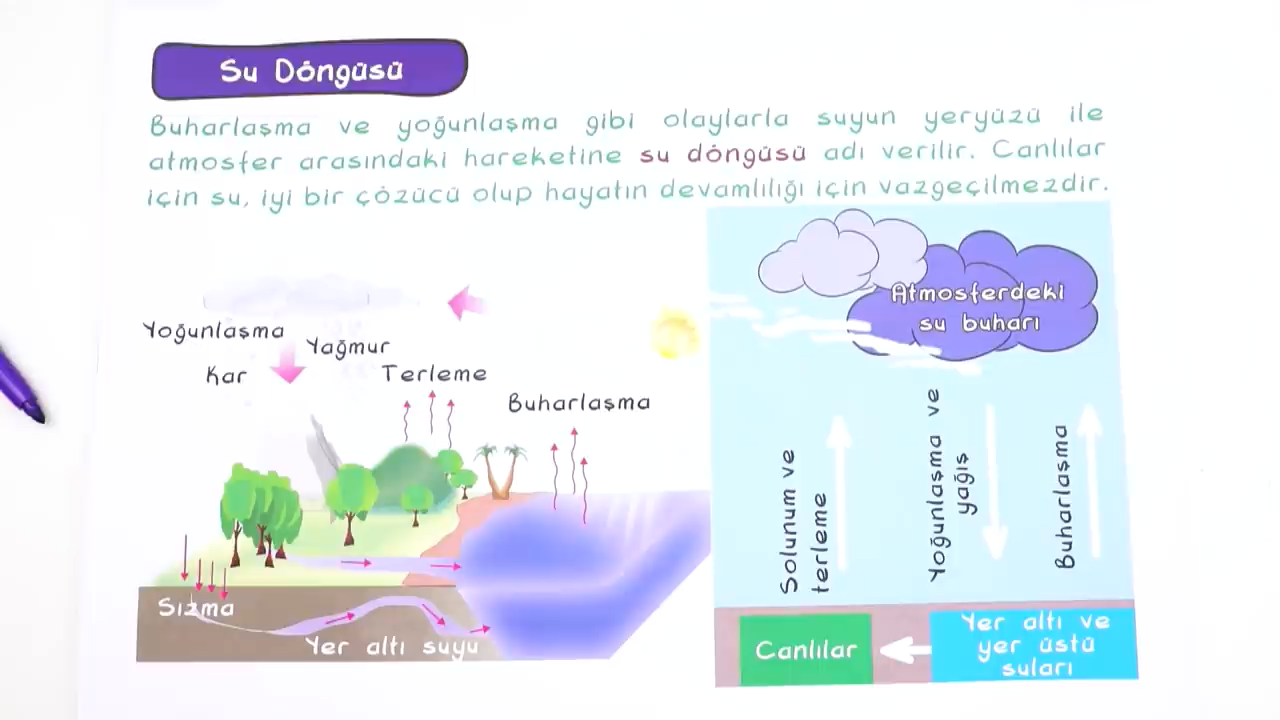 Su Döngüsü
Buharlaşma ve yoğunlaşma gibi olaylarla suyun yeryüzü ile
atmosfer arasındaki hareketine su döngüsü adı verilir. Canlılar
için su, iyi bir çözücü olup hayatın devamlılığı için vazgeçilmezdir.
Yoğunlaşma
Yağmur
Kar
Terleme
Buharlaşma
Sızma
Yer altı suyu
Atmosferdeki
su buharı
Solunum ve
terleme
Yoğunlaşma ve
yağış
Buharlaşma
Canlılar
Yer altı ve
yer üstü
suları